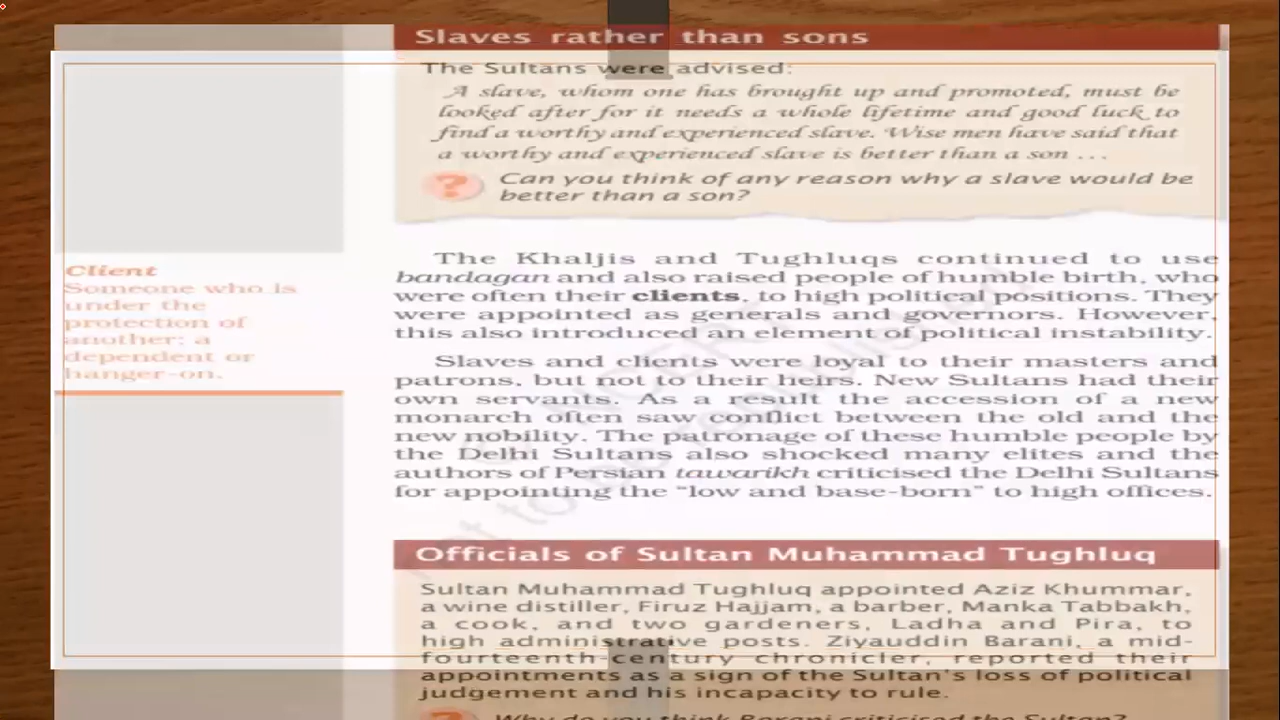 Slaves rather than sons
The Sultans were advised:
A slave, whom one has brought up and promoted, must be
looked after for it needs a whole lifetime and good luck to
find a worthy and experienced slave. Wise men have said that
a worthy and experienced slave is better than a son ...
? Can you think of any reason why a slave would be
better than a son?
Client
Someone who is
under the
protection of
another; a
dependent or
hanger-on.
The Khaljis and Tughluqs continued to use
bandagan and also raised people of humble birth, who
were often their clients, to high political positions. They
were appointed as generals and governors. However,
this also introduced an element of political instability.
Slaves and clients were loyal to their masters and
patrons, but not to their heirs. New Sultans had their
own servants. As a result the accession of a new
monarch often saw conflict between the old and the
new nobility. The patronage of these humble people by
the Delhi Sultans also shocked many elites and the
authors of Persian tawarikh criticised the Delhi Sultans
for appointing the "low and base-born" to high offices.
Officials of Sultan Muhammad Tughluq
Sultan Muhammad Tughluq appointed Aziz Khummar,
a wine distiller, Firuz Hajjam, a barber, Manka Tabbakh,
a cook, and two gardeners, Ladha and Pira, to
high administrative posts. Ziyauddin Barani, a mid-
fourteenth-century chronicler, reported their
appointments as a sign of the Sultan's loss of political
judgement and his incapacity to rule.
Why do you think Barani criticised the Sultan?